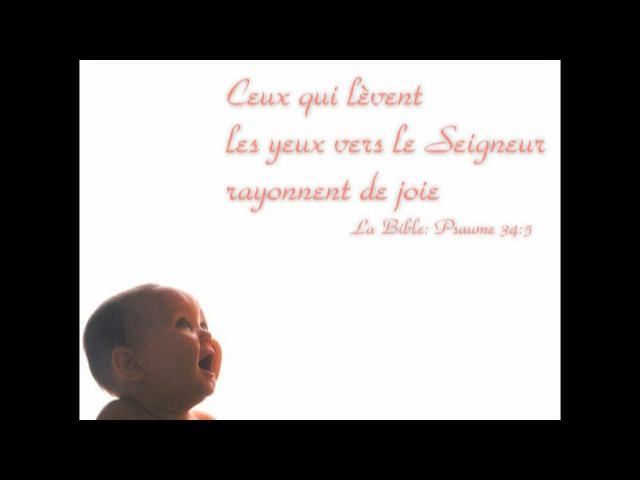 Ceux qui lèvent
les yeux vers le Seigneur
rayonnent de joie
La Bible: Psaume 34:5